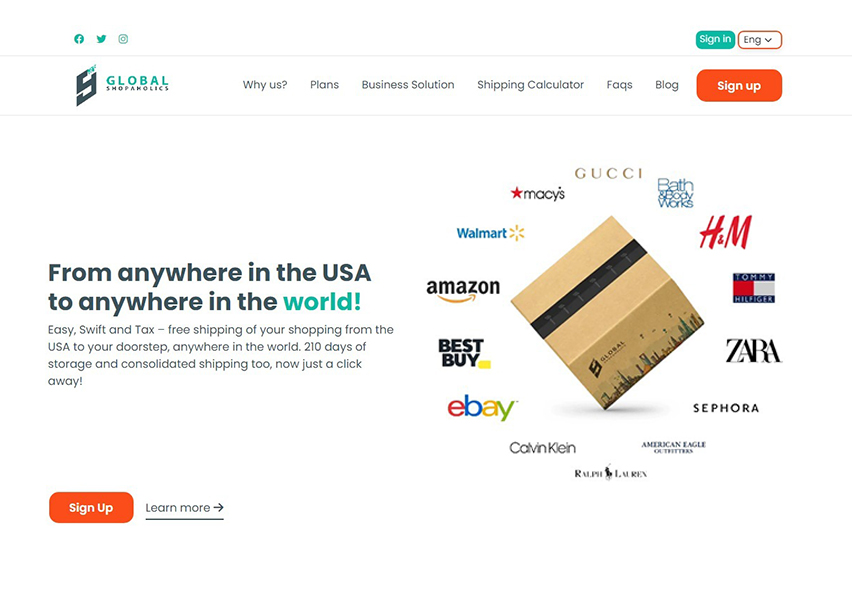 Sign in
Eng
GLOBAL
SHOPAHOLICS
Why us?
Plans
Business Solution
Shipping Calculator
Faqs
Blog
Sign up
From anywhere in the USA
to anywhere in the world!
Easy, Swift and Tax – free shipping of your shopping from the
USA to your doorstep, anywhere in the world. 210 days of
storage and consolidated shipping too, now just a click
away!
Sign Up
Learn more
GUCCI
macy's
Bath
&Body
Works
Walmart
H&M
amazon
TOMMY
HILFIGER
BEST
BUY
ZARA
GLOBAL
ebay
SEPHORA
Calvin Klein
AMERICAN EAGLE
OUTFITTERS
RALPH LAUREN